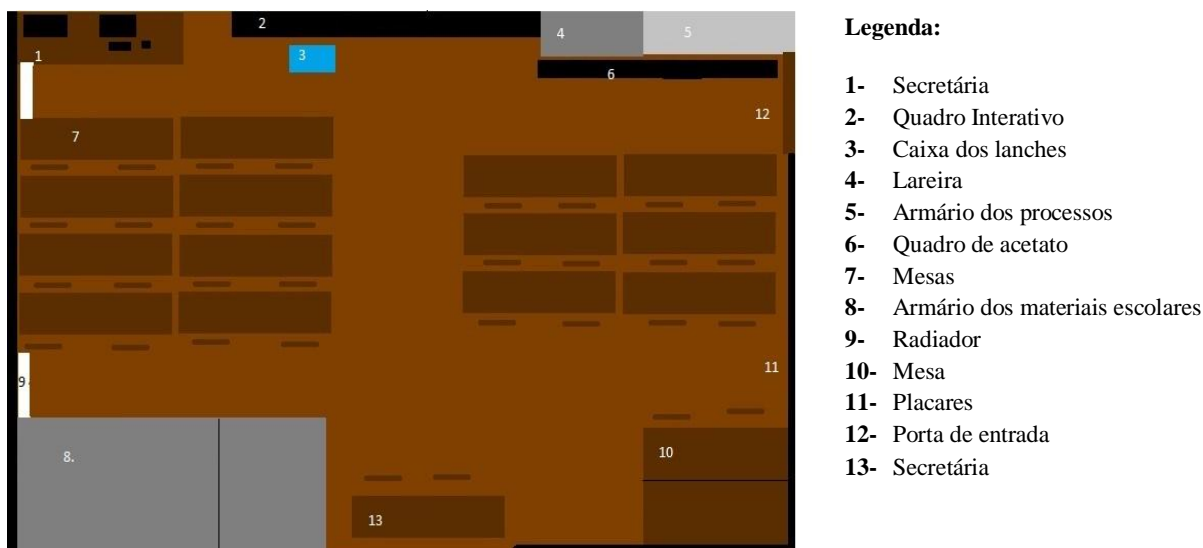 2
4
5
1
3
6
12
7
11
9
10
8.
13
Legenda:
1- Secretária
2- Quadro Interativo
3- Caixa dos lanches
4- Lareira
5- Armário dos processos
6- Quadro de acetato
7- Mesas
8- Armário dos materiais escolares
9- Radiador
10- Mesa
11- Placares
12- Porta de entrada
13- Secretária